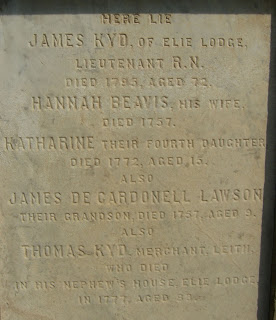 HERE LIE
JAMES KYD, OF ELIE LODGE,
LIEUTENANT R.N.
DIED 1795, AGED 72.
HANNAH BEAVIS, HIS WIFE,
DIED 1757.
KATHARINE THEIR FOURTH DAUGHTER
DIED 1772, AGED 15.
ALSO
JAMES DE CARDONELL LAWSON
THEIR GRANDSON, DIED 1757, AGED 9.
ALSO
THOMAS KYD, MERCHANT, LEITH,
WHO DIED
IN HIS NEPHEW'S HOUSE, ELIE LODGE,
IN 1777, AGED